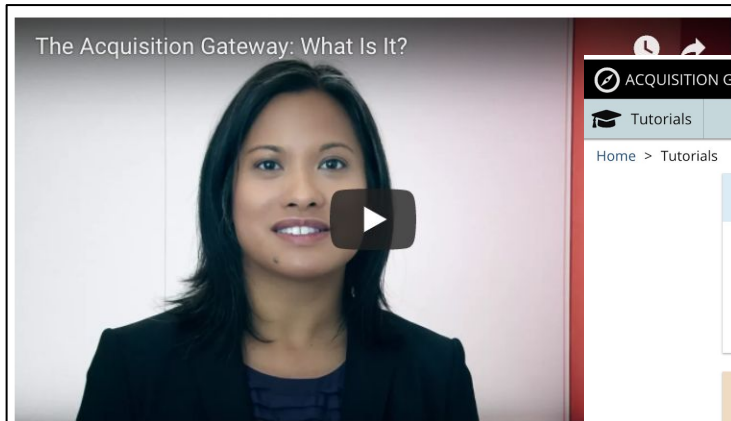 The Acquisition Gateway: What Is It?
ACQUISITION G
Tutorials
Home > Tutorials